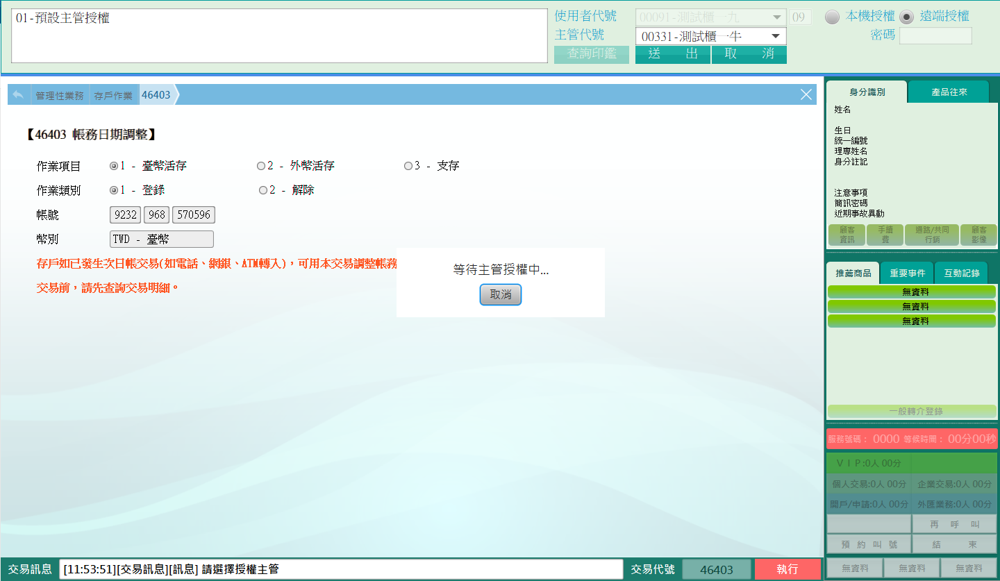 01-預設主管授權
使用者代號 00091-測試櫃一九 09 本機授權 遠端授權
主管代號 00331-測試櫃一牛 密碼
查詢印鑑 送 出 取 消
管理性業務 存戶作業 46403
【46403 帳務日期調整】
作業項目 1 - 臺幣活存 2 - 外幣活存 3 - 支存
作業類別 1 - 登錄 2 - 解除
帳號 9232 968 570596
幣別 TWD - 臺幣
存戶如已發生次日帳交易(如電話、網銀、ATM轉入)，可用本交易調整帳務
交易前，請先查詢交易明細。
等待主管授權中...
取消
身分識別 產品往來
姓名
生日
統一編號
理專姓名
身分註記
注意事項
簡訊密碼
近期事故異動
顧客資訊 手續費 通路/共同行銷 顧客影像
推薦商品 重要事件 互動記錄
無資料
無資料
無資料
一般轉介登錄
服務號碼： 0000 等候時間： 00分00秒
ＶＩＰ:0人 00分
個人交易:0人 00分 企業交易:0人 00分
開戶/申請:0人 00分 外匯業務:0人 00分
再 呼 叫
預 約 叫 號 結 束
無資料 無資料 無資料
交易訊息 [11:53:51][交易訊息][訊息] 請選擇授權主管 交易代號 46403 執行